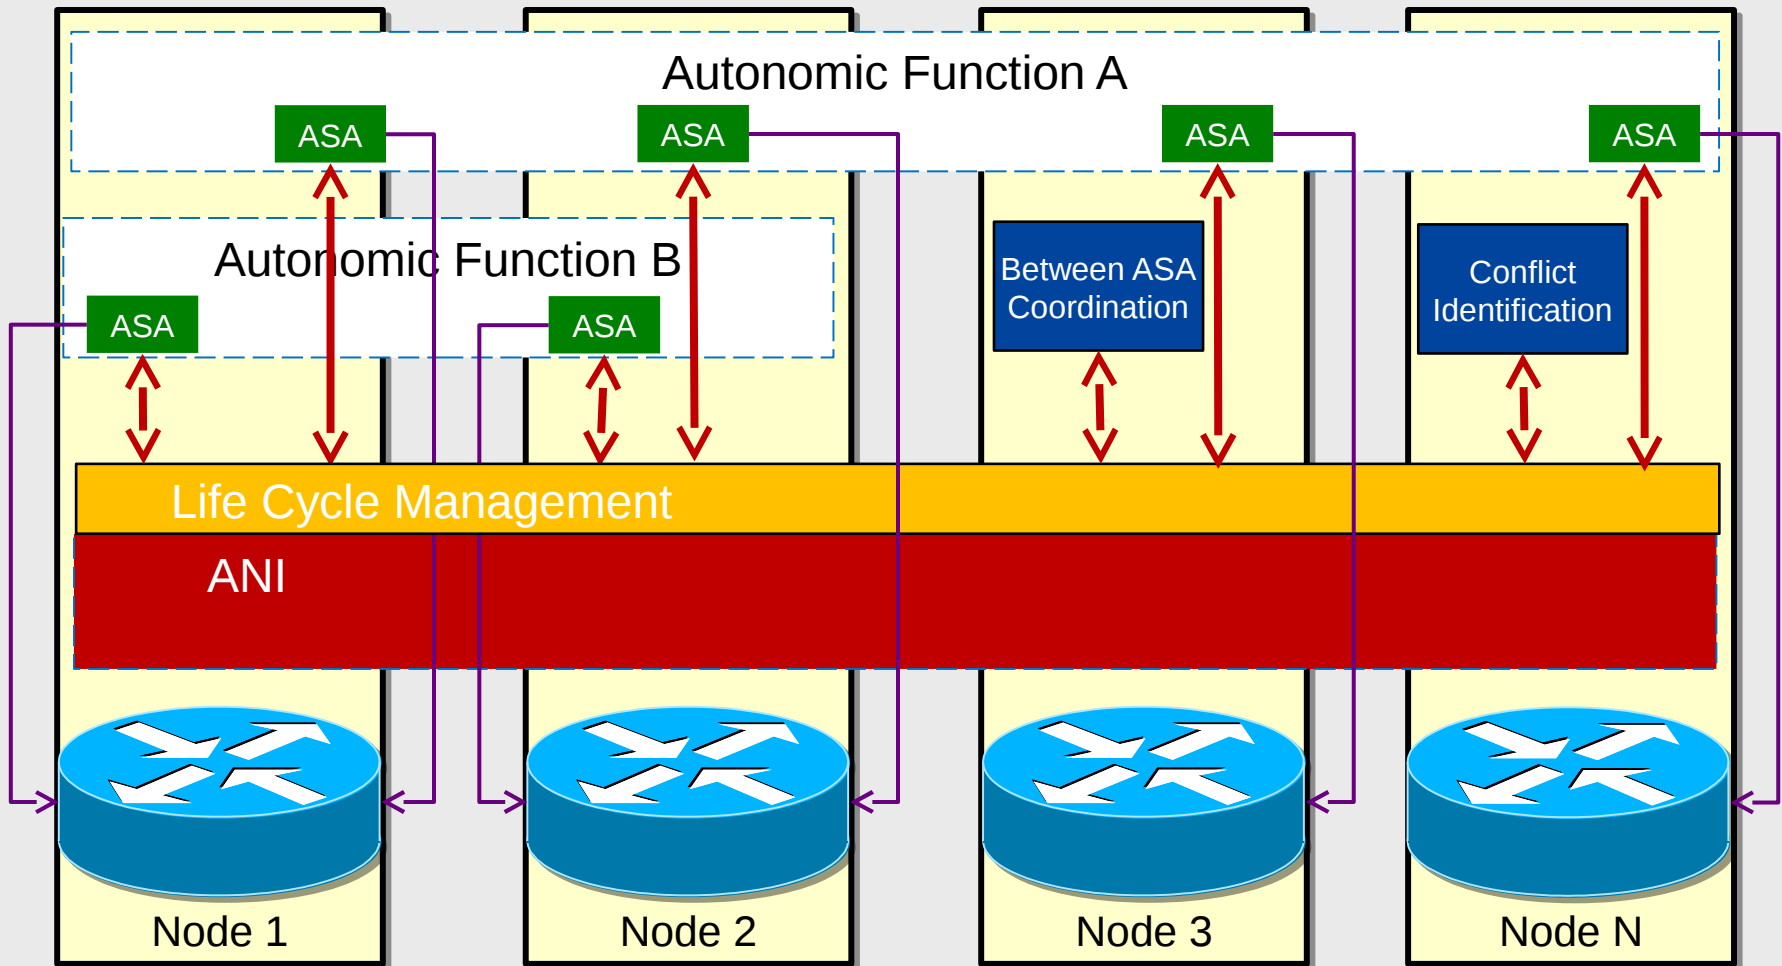 Autonomic Function A
ASA
ASA
ASA
ASA
Autonomic Function B
ASA
ASA
Between ASA
Coordination
Conflict
Identification
Life Cycle Management
ANI
Node 1
Node 2
Node 3
Node N